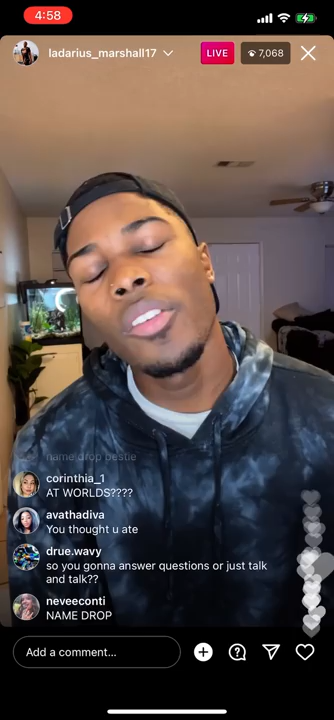 4:58
ladarius_marshall17
LIVE
7,068
name drop bestie
corinthia_1
AT WORLDS????
avathadiva
You thought u ate
drue.wavy
so you gonna answer questions or just talk
and talk??
neveeconti
NAME DROP
Add a comment...